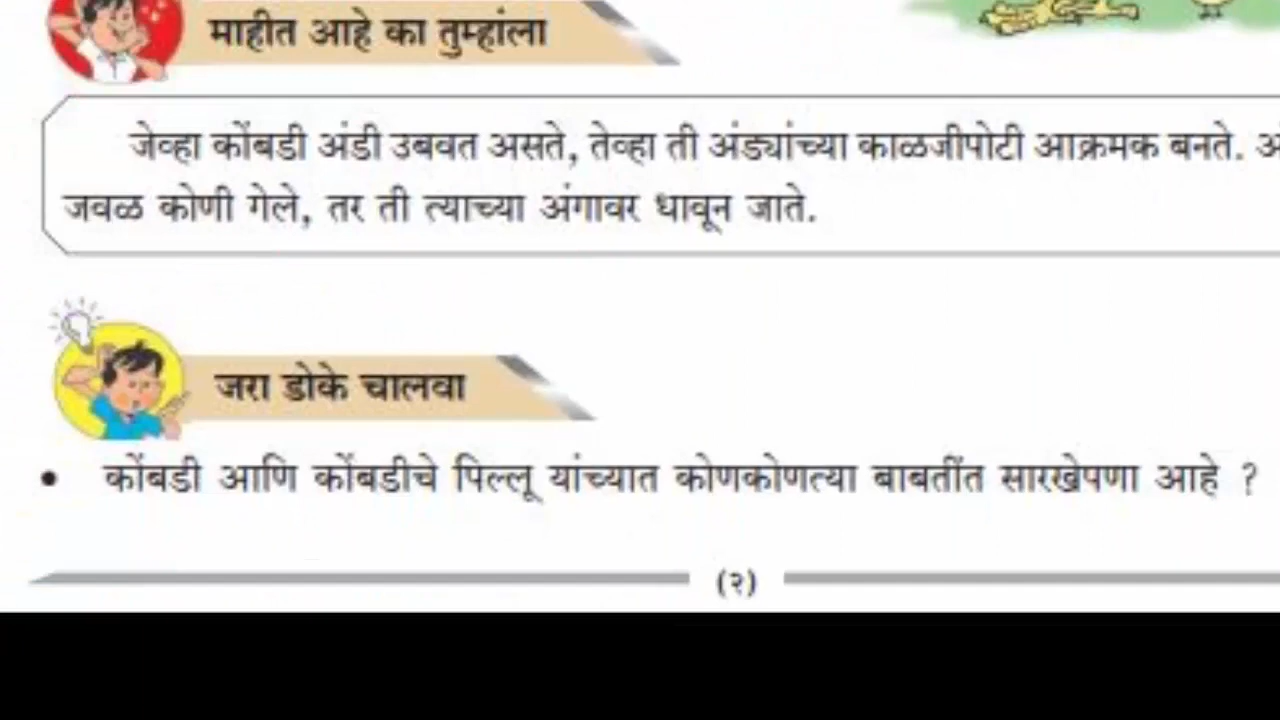 माहीत आहे का तुम्हांला
जेव्हा कोंबडी अंडी उबवत असते, तेव्हा ती अंड्यांच्या काळजीपोटी आक्रमक बनते.
जवळ कोणी गेले, तर ती त्याच्या अंगावर धावून जाते.
जरा डोके चालवा
• कोंबडी आणि कोंबडीचे पिल्लू यांच्यात कोणकोणत्या बाबतींत सारखेपणा आहे ?
(२)